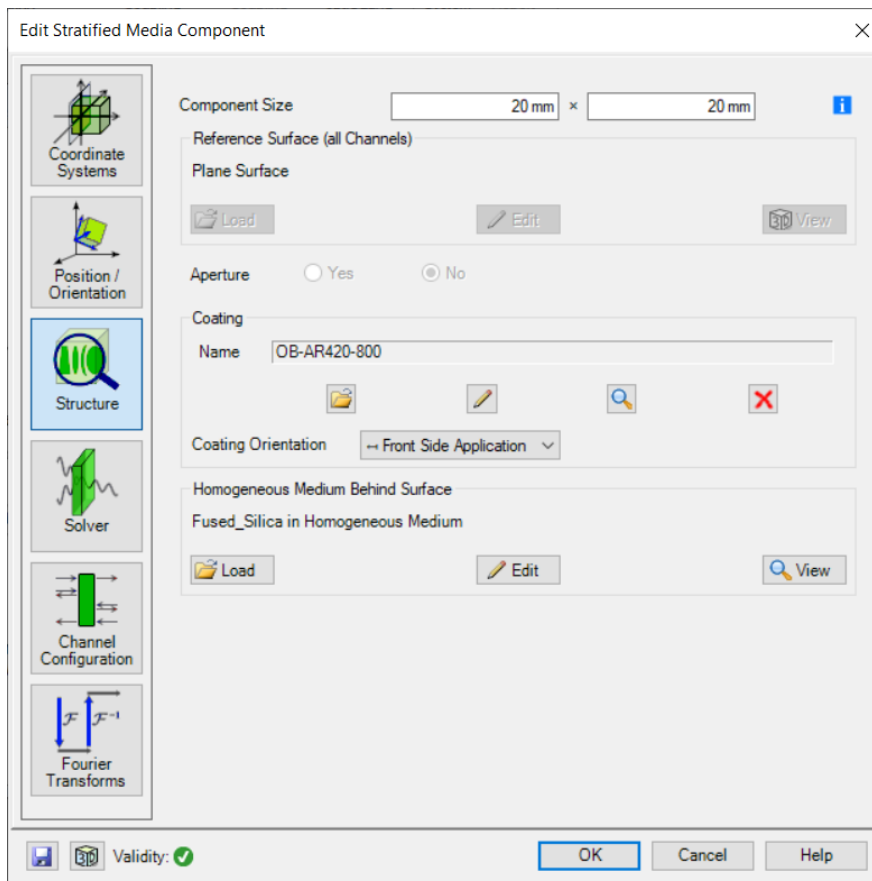 Edit Stratified Media Component
Coordinate
Systems
Position /
Orientation
Structure
Solver
Channel
Configuration
F F⁻¹
Fourier
Transforms
Component Size 20 mm × 20 mm
Reference Surface (all Channels)
Plane Surface
Load Edit 3D View
Aperture Yes No
Coating
Name OB-AR420-800
Coating Orientation Front Side Application
Homogeneous Medium Behind Surface
Fused_Silica in Homogeneous Medium
Load Edit View
3D Validity: OK Cancel Help